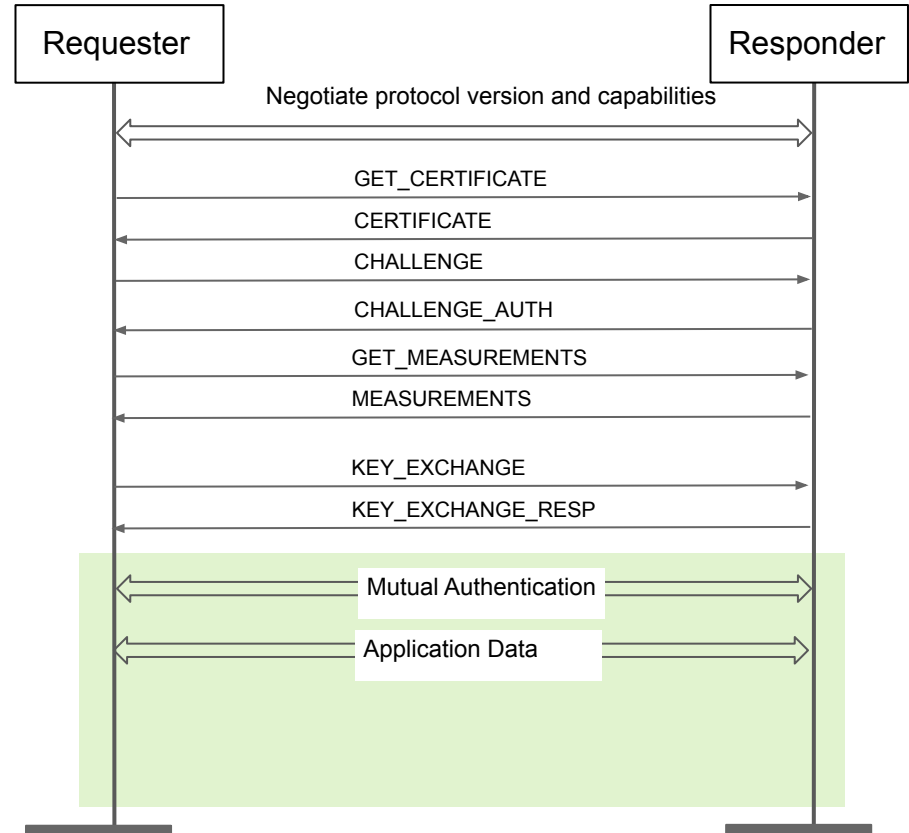 Requester
Responder
Negotiate protocol version and capabilities
GET_CERTIFICATE
CERTIFICATE
CHALLENGE
CHALLENGE_AUTH
GET_MEASUREMENTS
MEASUREMENTS
KEY_EXCHANGE
KEY_EXCHANGE_RESP
Mutual Authentication
Application Data